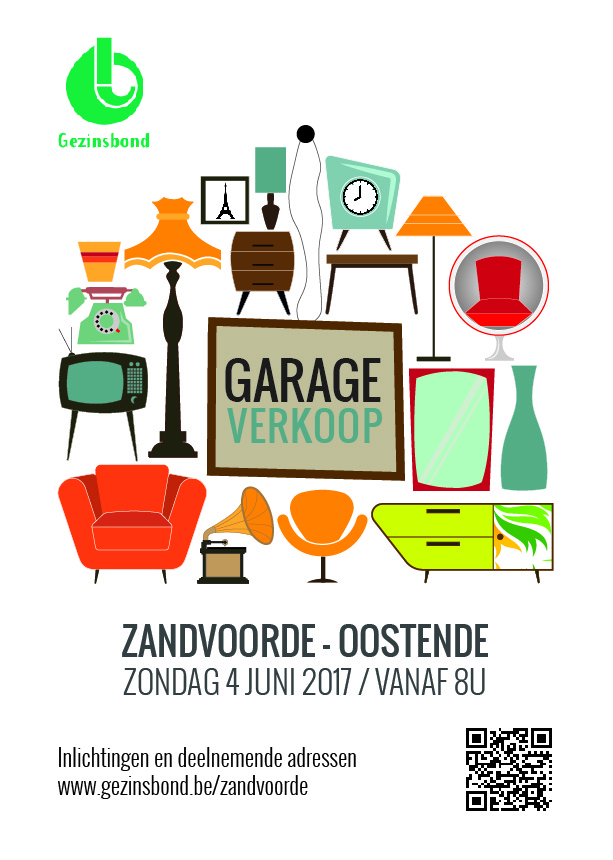 Gezinsbond
GARAGE
VERKOOP
ZANDVOORDE - OOSTENDE
ZONDAG 4 JUNI 2017 / VANAF 8U
Inlichtingen en deelnemende adressen
www.gezinsbond.be/zandvoorde